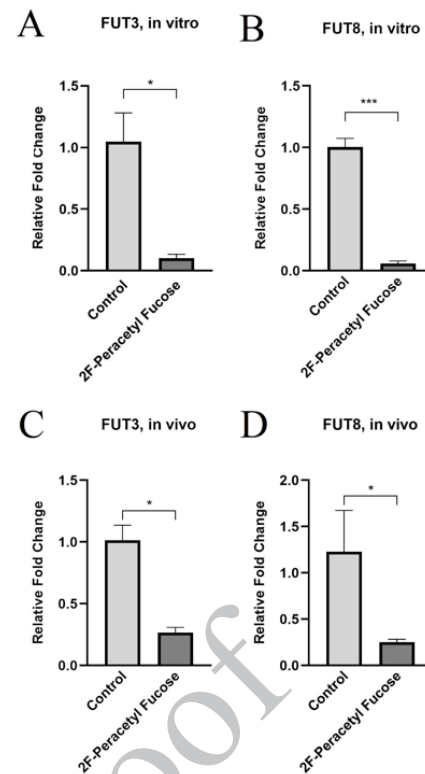 A
FUT3, in vitro
Relative Fold Change
1.5
1.0
0.5
0.0
*
Control
2F-Peracetyl Fucose
B
FUT8, in vitro
Relative Fold Change
1.5
1.0
0.5
0.0
***
Control
2F-Peracetyl Fucose
C
FUT3, in vivo
Relative Fold Change
1.5
1.0
0.5
0.0
*
Control
2F-Peracetyl Fucose
D
FUT8, in vivo
Relative Fold Change
2.0
1.5
1.0
0.5
0.0
*
Control
2F-Peracetyl Fucose